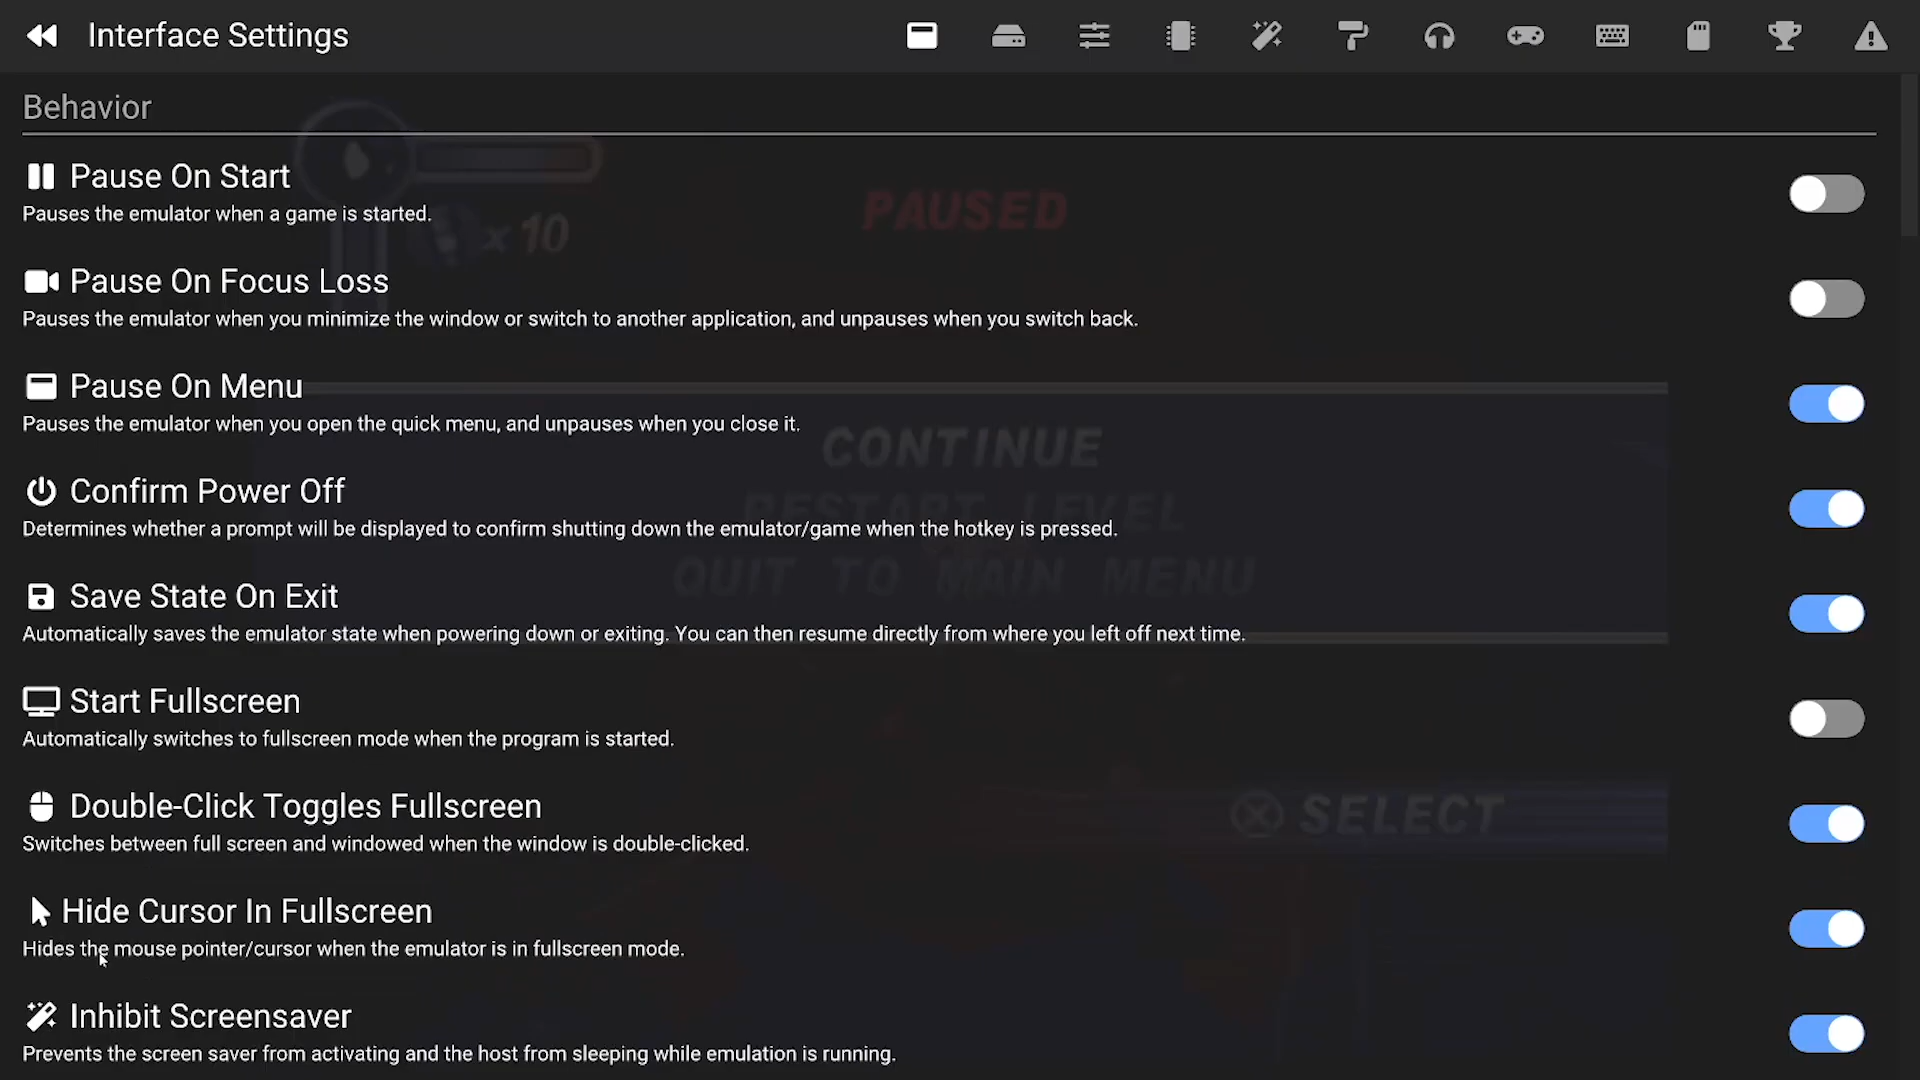 Interface Settings
Behavior
Pause On Start
Pauses the emulator when a game is started.
x 10
PAUSED
Pause On Focus Loss
Pauses the emulator when you minimize the window or switch to another application, and unpauses when you switch back.
Pause On Menu
Pauses the emulator when you open the quick menu, and unpauses when you close it.
CONTINUE
Confirm Power Off
RESTART LEVEL
Determines whether a prompt will be displayed to confirm shutting down the emulator/game when the hotkey is pressed.
QUIT TO MAIN MENU
Save State On Exit
Automatically saves the emulator state when powering down or exiting. You can then resume directly from where you left off next time.
Start Fullscreen
Automatically switches to fullscreen mode when the program is started.
Double-Click Toggles Fullscreen
SELECT
Switches between full screen and windowed when the window is double-clicked.
Hide Cursor In Fullscreen
Hides the mouse pointer/cursor when the emulator is in fullscreen mode.
Inhibit Screensaver
Prevents the screen saver from activating and the host from sleeping while emulation is running.